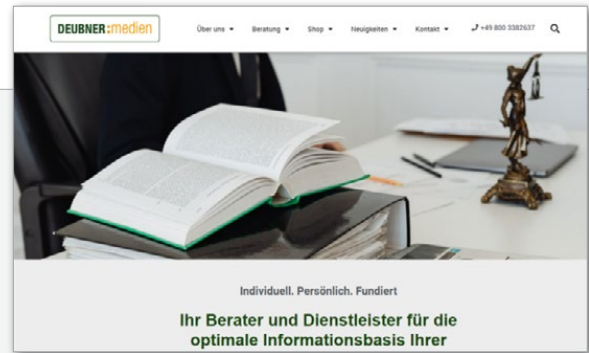 DEUBNER:medien
Über uns Beratung Shop Neuigkeiten Kontakt +49 800 3382637
Individuell. Persönlich. Fundiert
Ihr Berater und Dienstleister für die
optimale Informationsbasis Ihrer